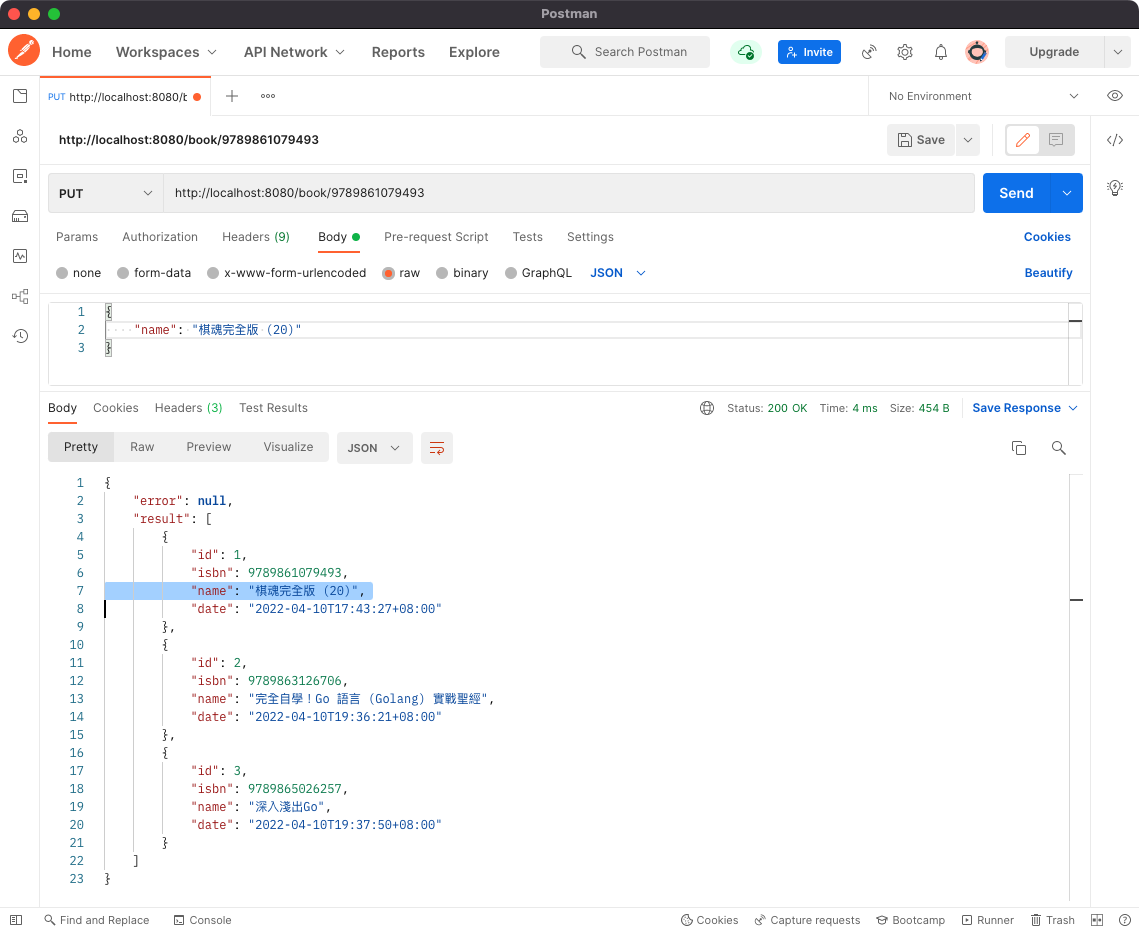 Postman
Home Workspaces API Network Reports Explore Search Postman Invite Upgrade
PUT http://localhost:8080/b No Environment
http://localhost:8080/book/9789861079493 Save
PUT http://localhost:8080/book/9789861079493 Send
Params Authorization Headers (9) Body Pre-request Script Tests Settings Cookies
none form-data x-www-form-urlencoded raw binary GraphQL JSON Beautify
1 {
2 "name": "棋魂完全版 (20)"
3 }
Body Cookies Headers (3) Test Results Status: 200 OK Time: 4 ms Size: 454 B Save Response
Pretty Raw Preview Visualize JSON
1 {
2 "error": null,
3 "result": [
4 {
5 "id": 1,
6 "isbn": 9789861079493,
7 "name": "棋魂完全版 (20)",
8 "date": "2022-04-10T17:43:27+08:00"
9 },
10 {
11 "id": 2,
12 "isbn": 9789863126706,
13 "name": "完全自學！Go 語言 (Golang) 實戰聖經",
14 "date": "2022-04-10T19:36:21+08:00"
15 },
16 {
17 "id": 3,
18 "isbn": 9789865026257,
19 "name": "深入淺出Go",
20 "date": "2022-04-10T19:37:50+08:00"
21 }
22 ]
23 }
Find and Replace Console Cookies Capture requests Bootcamp Runner Trash